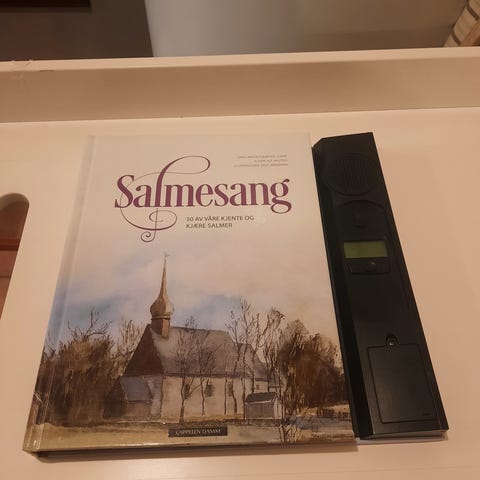 Salmesang
50 AV VÅRE KJENTE OG
KJÆRE SALMER
CAPPELEN DAMM